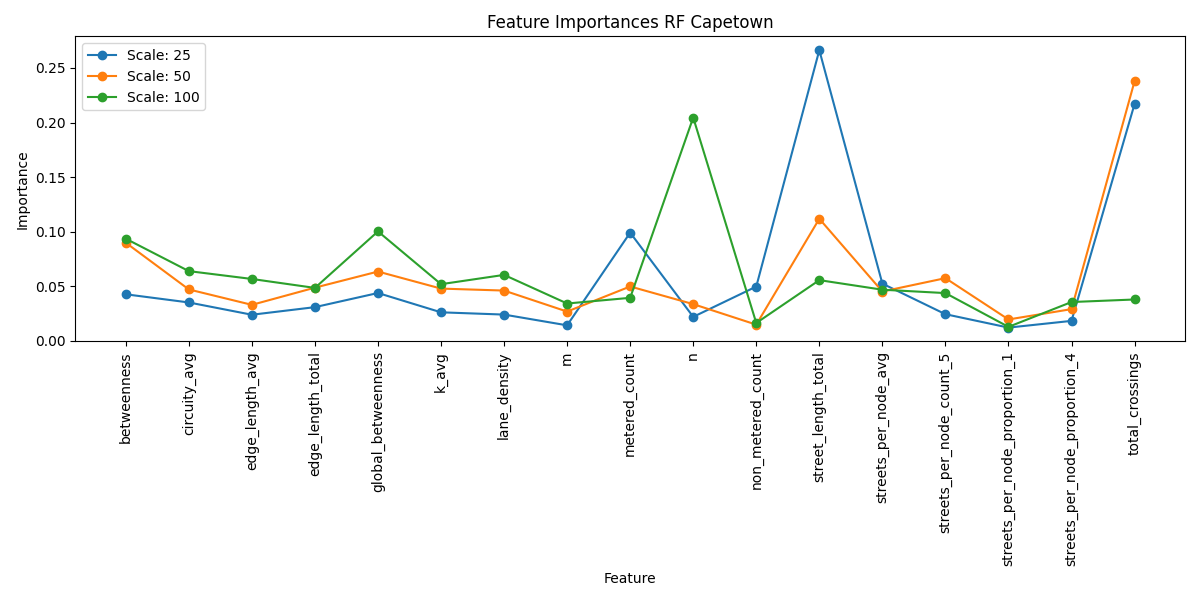 Feature Importances RF Capetown
Scale: 25
Scale: 50
Scale: 100
Importance
0.25
0.20
0.15
0.10
0.05
0.00
betweenness
circuity_avg
edge_length_avg
edge_length_total
global_betweenness
k_avg
lane_density
m
metered_count
n
non_metered_count
street_length_total
streets_per_node_avg
streets_per_node_count_5
streets_per_node_proportion_1
streets_per_node_proportion_4
total_crossings
Feature